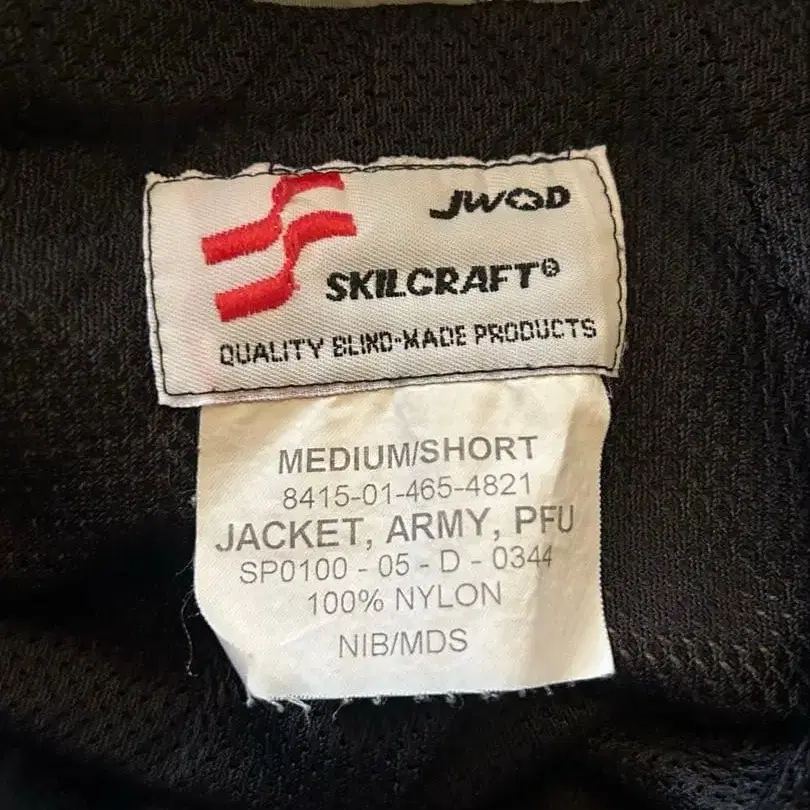 JWOD
SKILCRAFT®
QUALITY BLIND-MADE PRODUCTS
MEDIUM/SHORT
8415-01-465-4821
JACKET, ARMY, PFU
SP0100 - 05 - D - 0344
100% NYLON
NIB/MDS